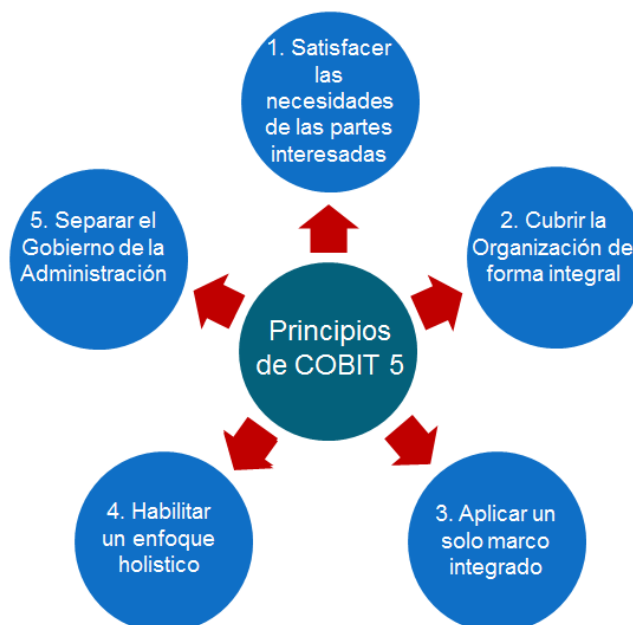 1. Satisfacer
las
necesidades
de las partes
interesadas
5. Separar el
Gobierno de la
Administración
2. Cubrir la
Organización de
forma integral
Principios
de COBIT 5
4. Habilitar
un enfoque
holistico
3. Aplicar un
solo marco
integrado